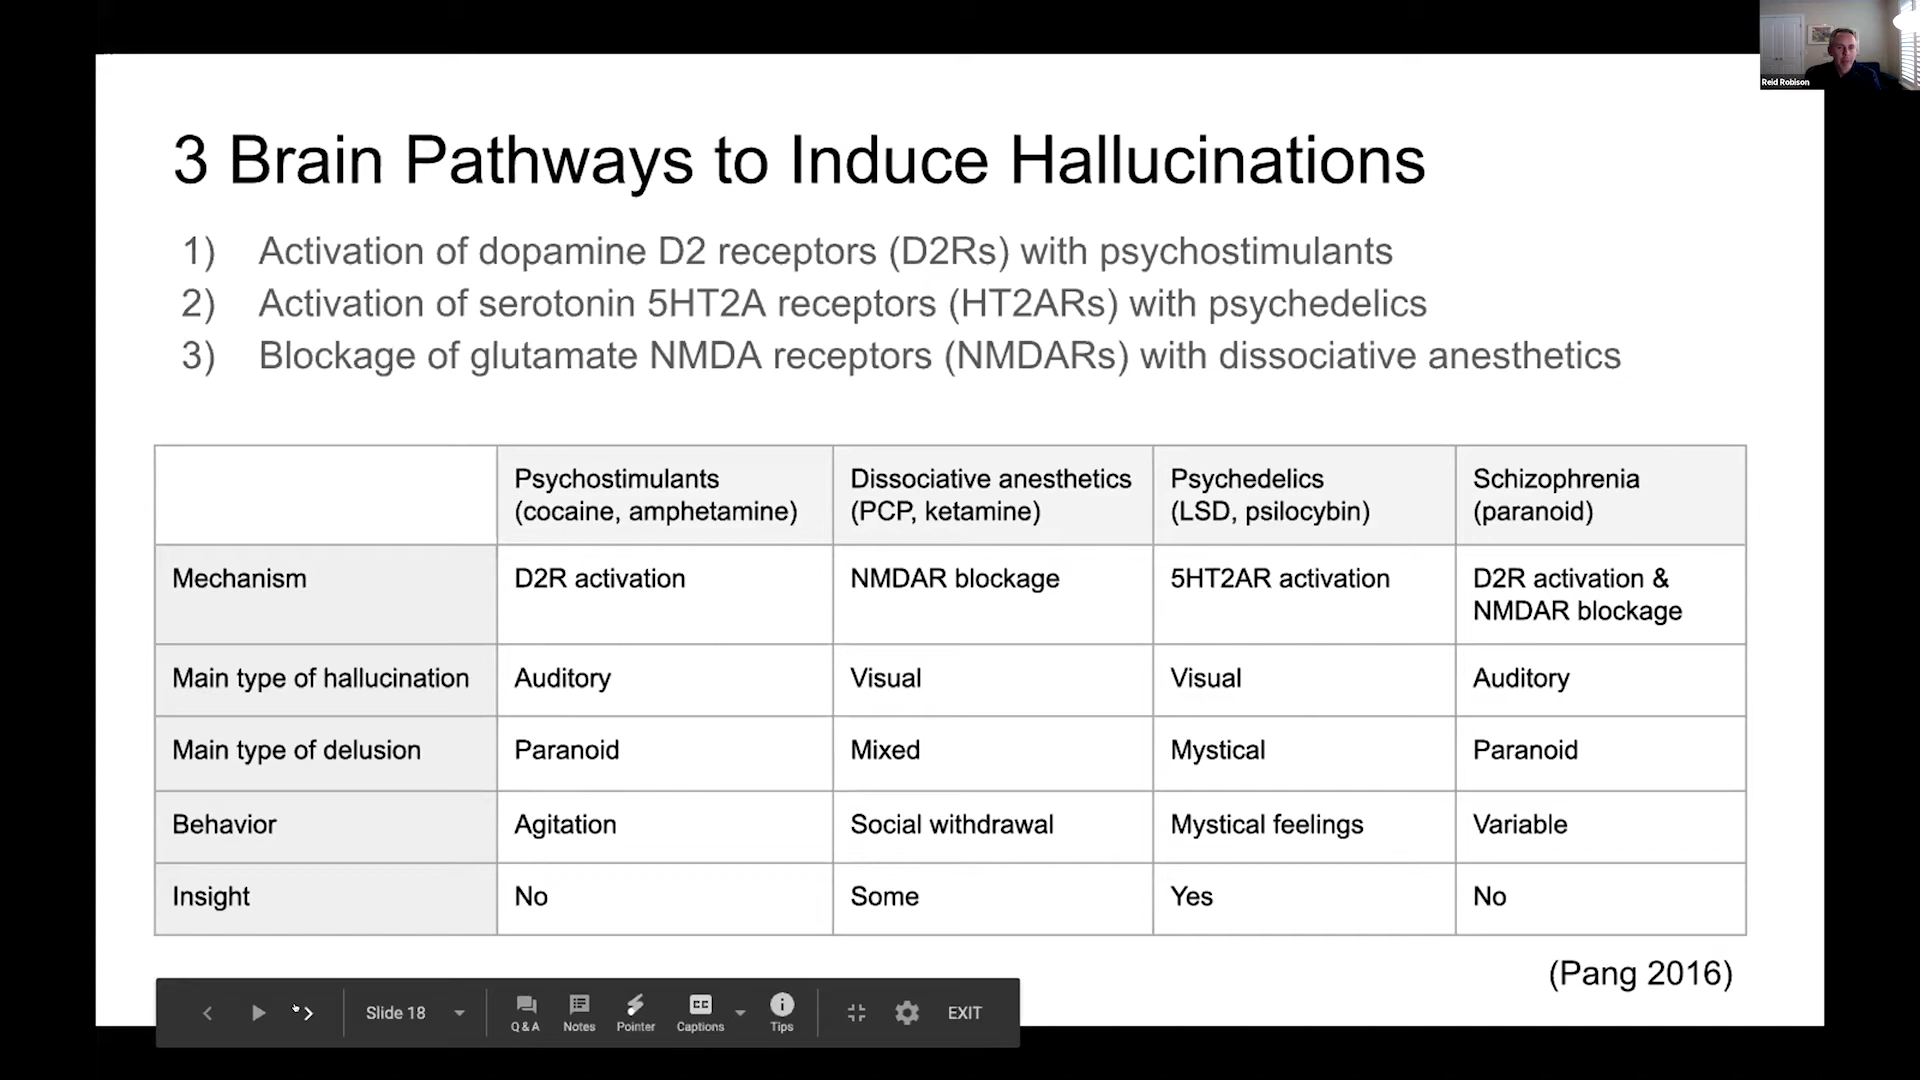 Reid Robison
3 Brain Pathways to Induce Hallucinations
1) Activation of dopamine D2 receptors (D2Rs) with psychostimulants
2) Activation of serotonin 5HT2A receptors (HT2ARs) with psychedelics
3) Blockage of glutamate NMDA receptors (NMDARs) with dissociative anesthetics
Psychostimulants
(cocaine, amphetamine)
Dissociative anesthetics
(PCP, ketamine)
Psychedelics
(LSD, psilocybin)
Schizophrenia
(paranoid)
Mechanism
D2R activation
NMDAR blockage
5HT2AR activation
D2R activation &
NMDAR blockage
Main type of hallucination
Auditory
Visual
Visual
Auditory
Main type of delusion
Paranoid
Mixed
Mystical
Paranoid
Behavior
Agitation
Social withdrawal
Mystical feelings
Variable
Insight
No
Some
Yes
No
(Pang 2016)
Slide 18
Q & A
Notes
Pointer
CC
Captions
Tips
EXIT